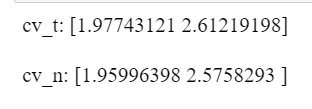 cv_t: [1.97743121 2.61219198]
cv_n: [1.95996398 2.5758293 ]